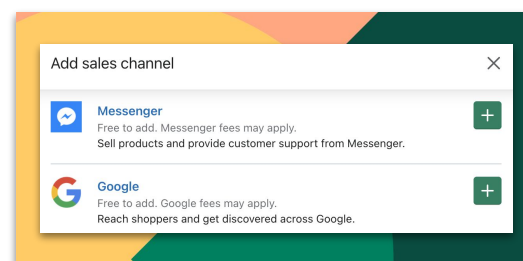 Add sales channel
Messenger
Free to add. Messenger fees may apply.
Sell products and provide customer support from Messenger.
Google
Free to add. Google fees may apply.
Reach shoppers and get discovered across Google.